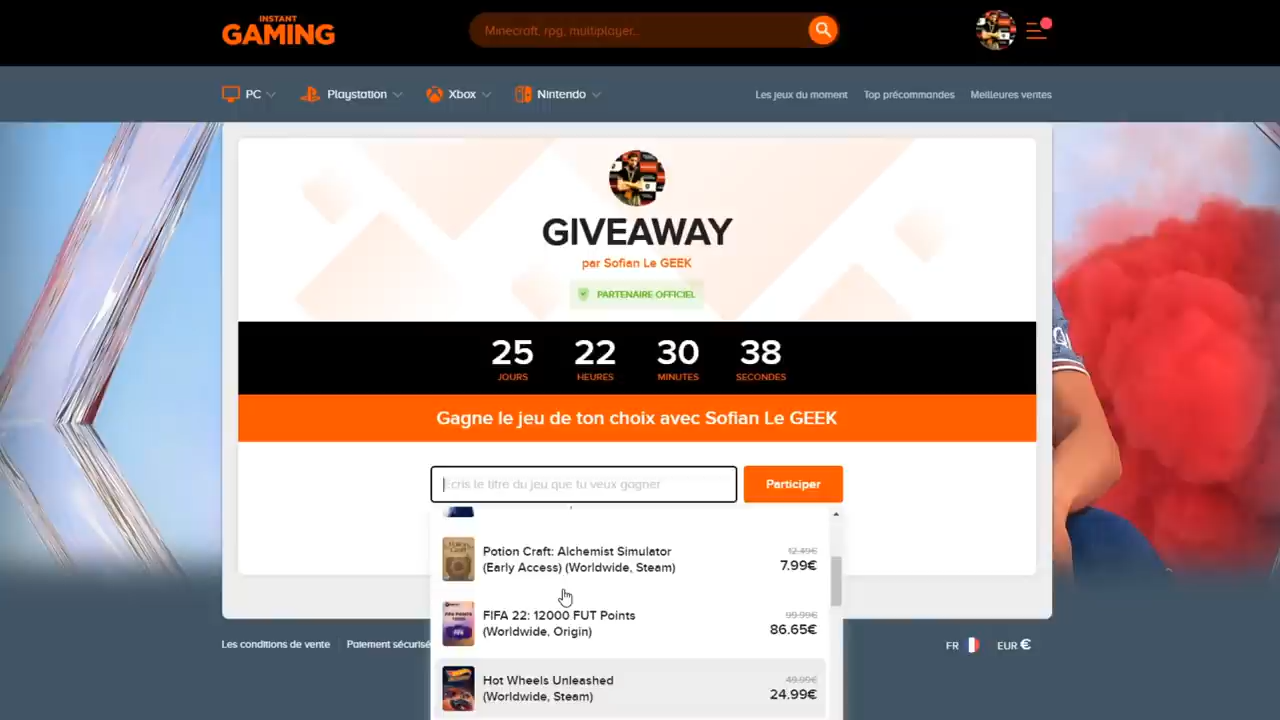 INSTANT
GAMING
Minecraft, rpg, multiplayer...
PC
Playstation
Xbox
Nintendo
Les jeux du moment
Top précommandes
Meilleures ventes
GIVEAWAY
par Sofian Le GEEK
PARTENAIRE OFFICIEL
25 22 30 38
JOURS HEURES MINUTES SECONDES
Gagne le jeu de ton choix avec Sofian Le GEEK
Écris le titre du jeu que tu veux gagner
Participer
Potion Craft: Alchemist Simulator
(Early Access) (Worldwide, Steam)
12.49€
7.99€
FIFA 22: 12000 FUT Points
(Worldwide, Origin)
99.99€
86.65€
Hot Wheels Unleashed
(Worldwide, Steam)
49.99€
24.99€
Les conditions de vente
Paiement sécurisé
FR
EUR €